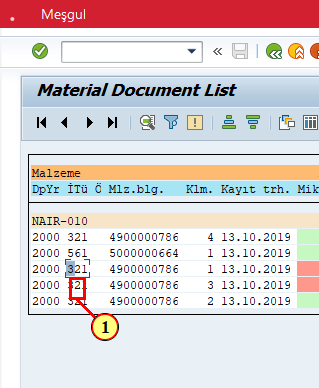 Meşgul
Material Document List
Malzeme
DpYr İTü Ö Mlz.blg. Klm. Kayıt trh. Mik
NAIR-010
2000 321 4900000786 4 13.10.2019
2000 561 5000000664 1 13.10.2019
2000 321 4900000786 1 13.10.2019
2000 321 4900000786 3 13.10.2019
2000 321 4900000786 2 13.10.2019
1